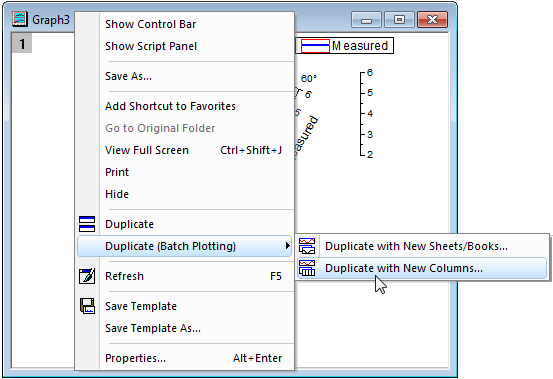 Graph3
1
Show Control Bar
Show Script Panel
Save As...
Add Shortcut to Favorites
Go to Original Folder
View Full Screen Ctrl+Shift+J
Print
Hide
Duplicate
Duplicate (Batch Plotting)
Refresh F5
Save Template
Save Template As...
Properties... Alt+Enter
Duplicate with New Sheets/Books...
Duplicate with New Columns...
Measured
60°
6
5
4
3
2
6
5
asured